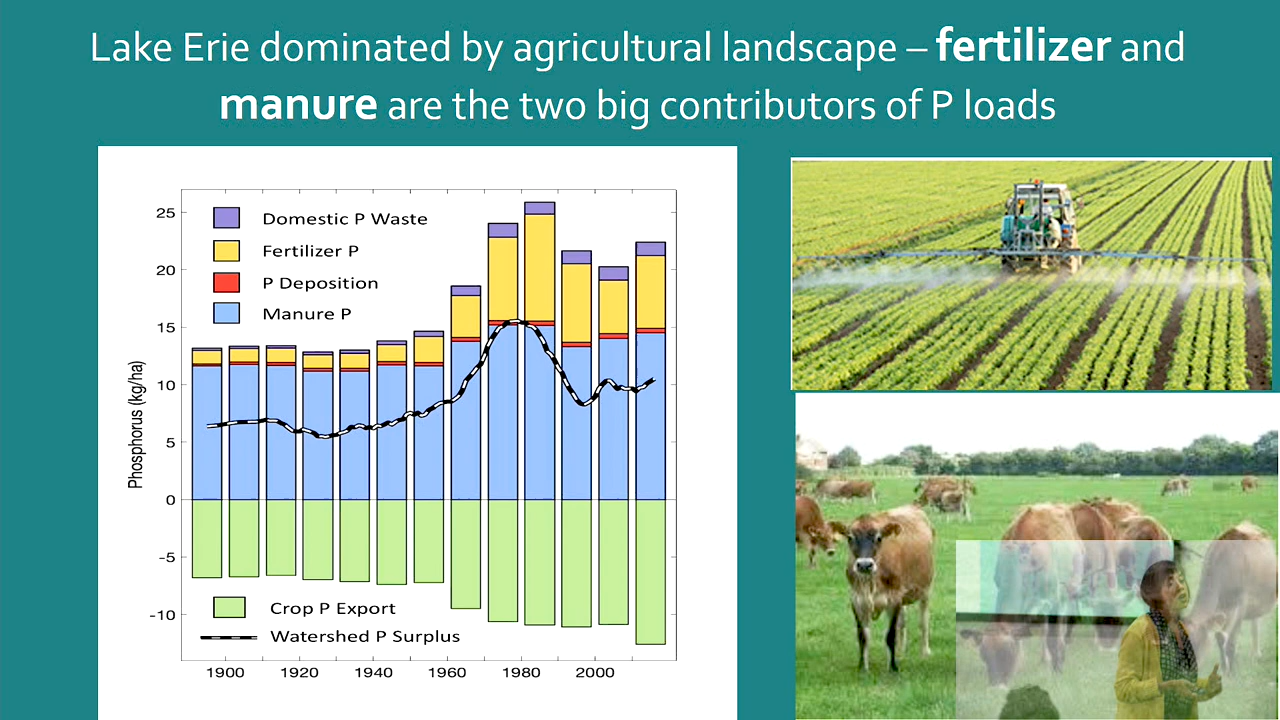 Lake Erie dominated by agricultural landscape – fertilizer and
manure are the two big contributors of P loads
Phosphorus (kg/ha)
25
20
15
10
5
0
-5
-10
Domestic P Waste
Fertilizer P
P Deposition
Manure P
Crop P Export
Watershed P Surplus
1900 1920 1940 1960 1980 2000